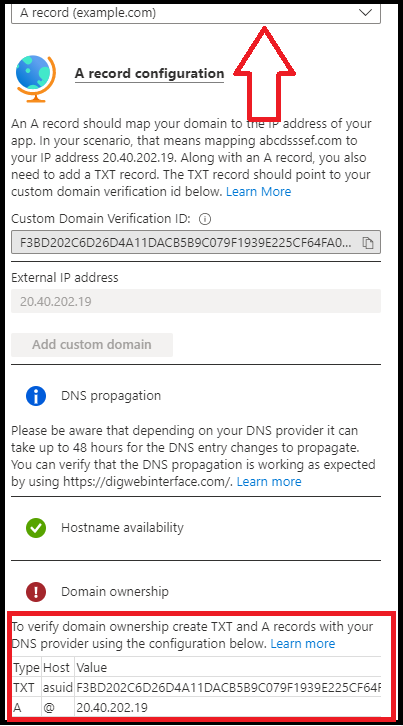 A record (example.com)
A record configuration
An A record should map your domain to the IP address of your
app. In your scenario, that means mapping abcdsssef.com to
your IP address 20.40.202.19. Along with an A record, you also
need to add a TXT record. The TXT record should point to your
custom domain verification id below. Learn More
Custom Domain Verification ID:
F3BD202C6D26D4A11DACB5B9C079F1939E225CF64FA0...
External IP address
20.40.202.19
Add custom domain
DNS propagation
Please be aware that depending on your DNS provider it can
take up to 48 hours for the DNS entry changes to propagate.
You can verify that the DNS propagation is working as expected
by using https://digwebinterface.com/. Learn more
Hostname availability
Domain ownership
To verify domain ownership create TXT and A records with your
DNS provider using the configuration below. Learn more
Type Host Value
TXT asuid F3BD202C6D26D4A11DACB5B9C079F1939E225CF64F
A @ 20.40.202.19